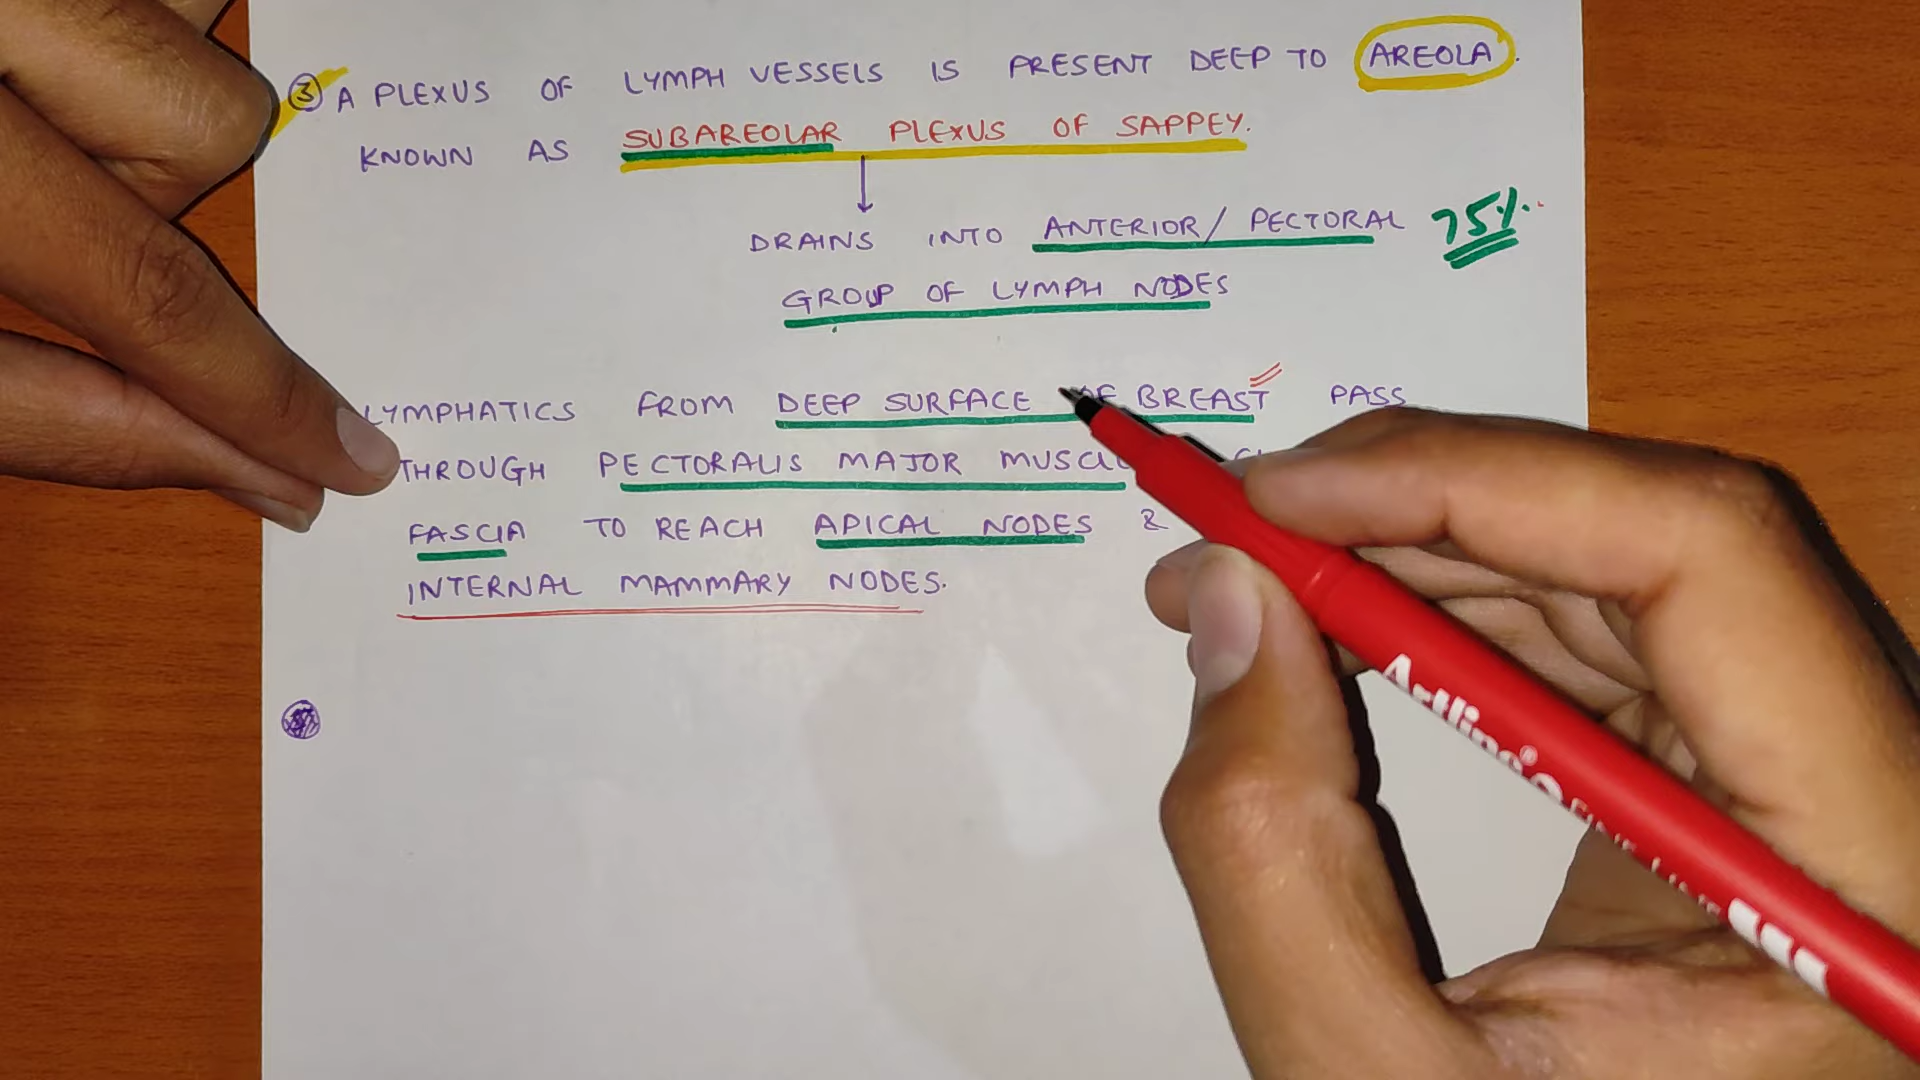 ③ A PLEXUS OF LYMPH VESSELS IS PRESENT DEEP TO AREOLA.
KNOWN AS SUBAREOLAR PLEXUS OF SAPPEY.
DRAINS INTO ANTERIOR/ PECTORAL 75%.
GROUP OF LYMPH NODES
LYMPHATICS FROM DEEP SURFACE OF BREAST PASS
THROUGH PECTORALIS MAJOR
FASCIA TO REACH APICAL NODES &
INTERNAL MAMMARY NODES.
Artline®